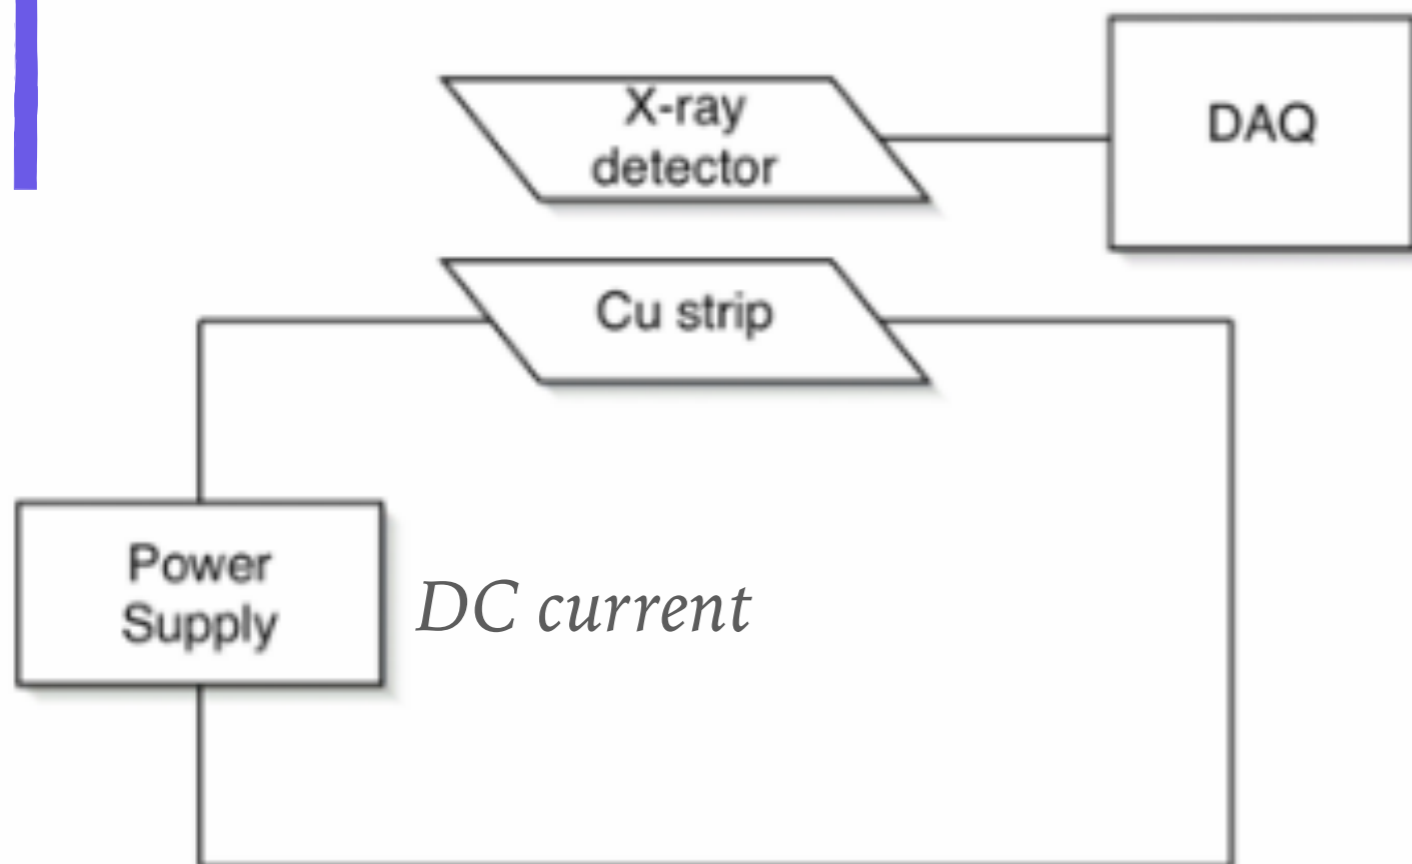 X-ray
detector
DAQ
Cu strip
Power
Supply
DC current